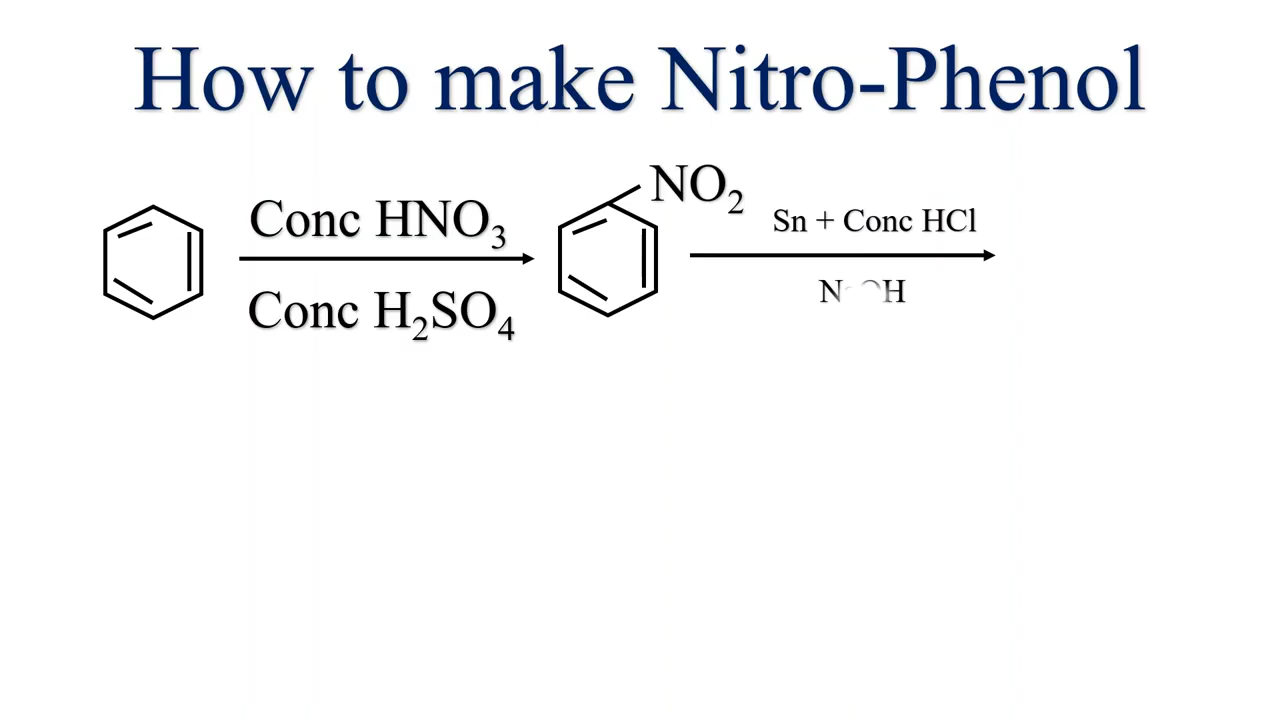 How to make Nitro-Phenol
NO₂
Conc HNO₃
Sn + Conc HCl
Conc H₂SO₄